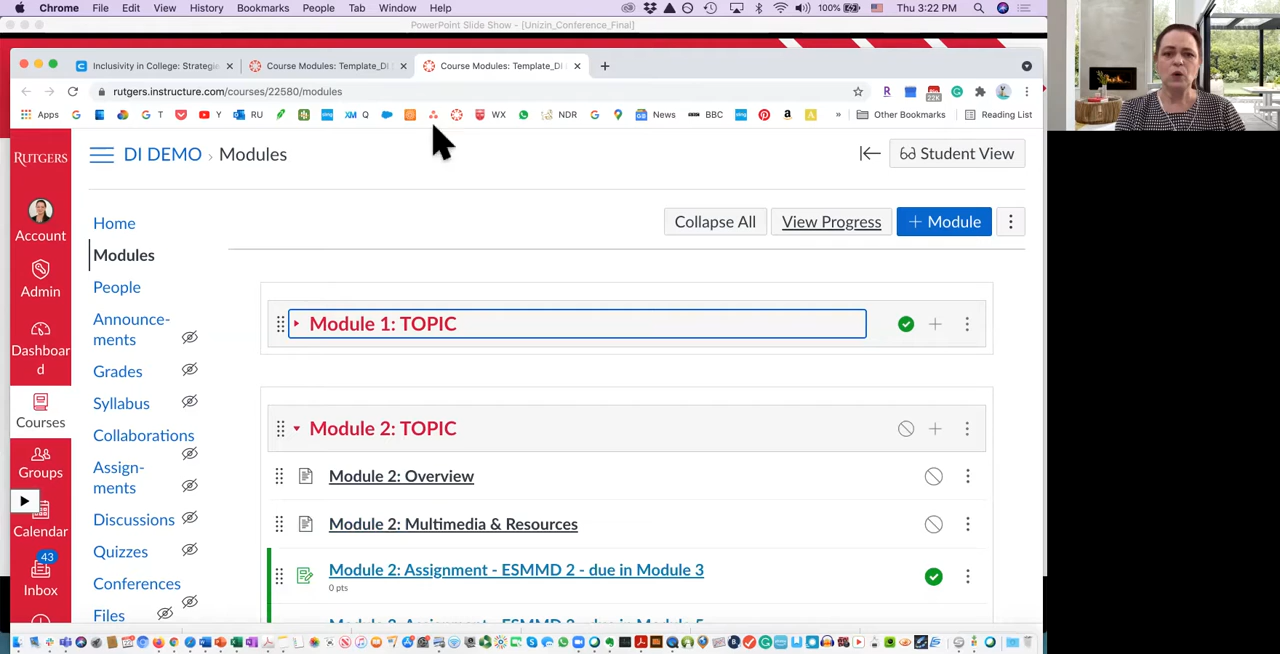 Chrome File Edit View History Bookmarks People Tab Window Help 100% Thu 3:22 PM
PowerPoint Slide Show - [Unizin_Conference_Final]
Inclusivity in College: Strategie Course Modules: Template_DI Course Modules: Template_DI
rutgers.instructure.com/courses/22580/modules 22K
Apps T Y RU XM Q WX NDR News BBC » Other Bookmarks Reading List
RUTGERS
DI DEMO › Modules
Student View
Account
Admin
Dashboar
d
Courses
Groups
Calendar
43
Inbox
Home
Modules
People
Announce-
ments
Grades
Syllabus
Collaborations
Assign-
ments
Discussions
Quizzes
Conferences
Files
Collapse All View Progress + Module
Module 1: TOPIC
Module 2: TOPIC
Module 2: Overview
Module 2: Multimedia & Resources
Module 2: Assignment - ESMMD 2 - due in Module 3
0 pts